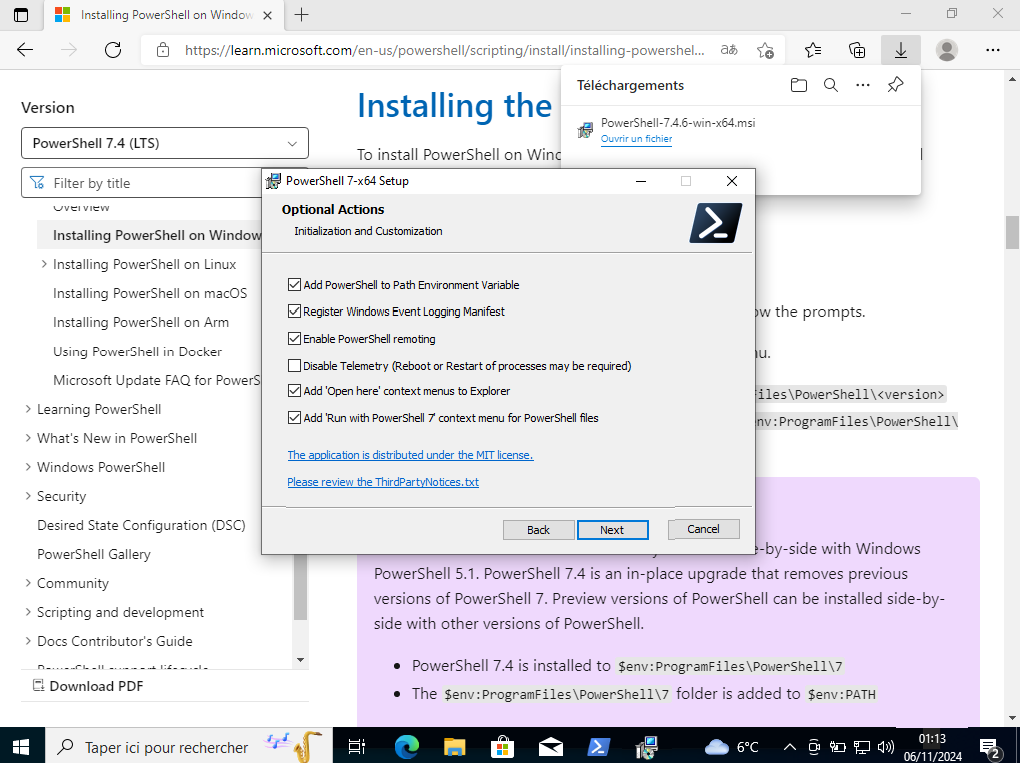 Installing PowerShell on Window
https://learn.microsoft.com/en-us/powershell/scripting/install/installing-powershel...
Téléchargements
PowerShell-7.4.6-win-x64.msi
Ouvrir un fichier
Version
PowerShell 7.4 (LTS)
Filter by title
Overview
Installing PowerShell on Window
Installing PowerShell on Linux
Installing PowerShell on macOS
Installing PowerShell on Arm
Using PowerShell in Docker
Microsoft Update FAQ for PowerS
Learning PowerShell
What's New in PowerShell
Windows PowerShell
Security
Desired State Configuration (DSC)
PowerShell Gallery
Community
Scripting and development
Docs Contributor's Guide
PowerShell support lifecycle
Download PDF
Installing the
To install PowerShell on Wind
ow the prompts.
nu.
Files\PowerShell\<version>
env:ProgramFiles\PowerShell\
PowerShell 7-x64 Setup
Optional Actions
Initialization and Customization
Add PowerShell to Path Environment Variable
Register Windows Event Logging Manifest
Enable PowerShell remoting
Disable Telemetry (Reboot or Restart of processes may be required)
Add 'Open here' context menus to Explorer
Add 'Run with PowerShell 7' context menu for PowerShell files
The application is distributed under the MIT license.
Please review the ThirdPartyNotices.txt
Back
Next
Cancel
e-by-side with Windows
PowerShell 5.1. PowerShell 7.4 is an in-place upgrade that removes previous
versions of PowerShell 7. Preview versions of PowerShell can be installed side-by-
side with other versions of PowerShell.
• PowerShell 7.4 is installed to $env:ProgramFiles\PowerShell\7
• The $env:ProgramFiles\PowerShell\7 folder is added to $env:PATH
Taper ici pour rechercher
6°C
01:13
06/11/2024
2